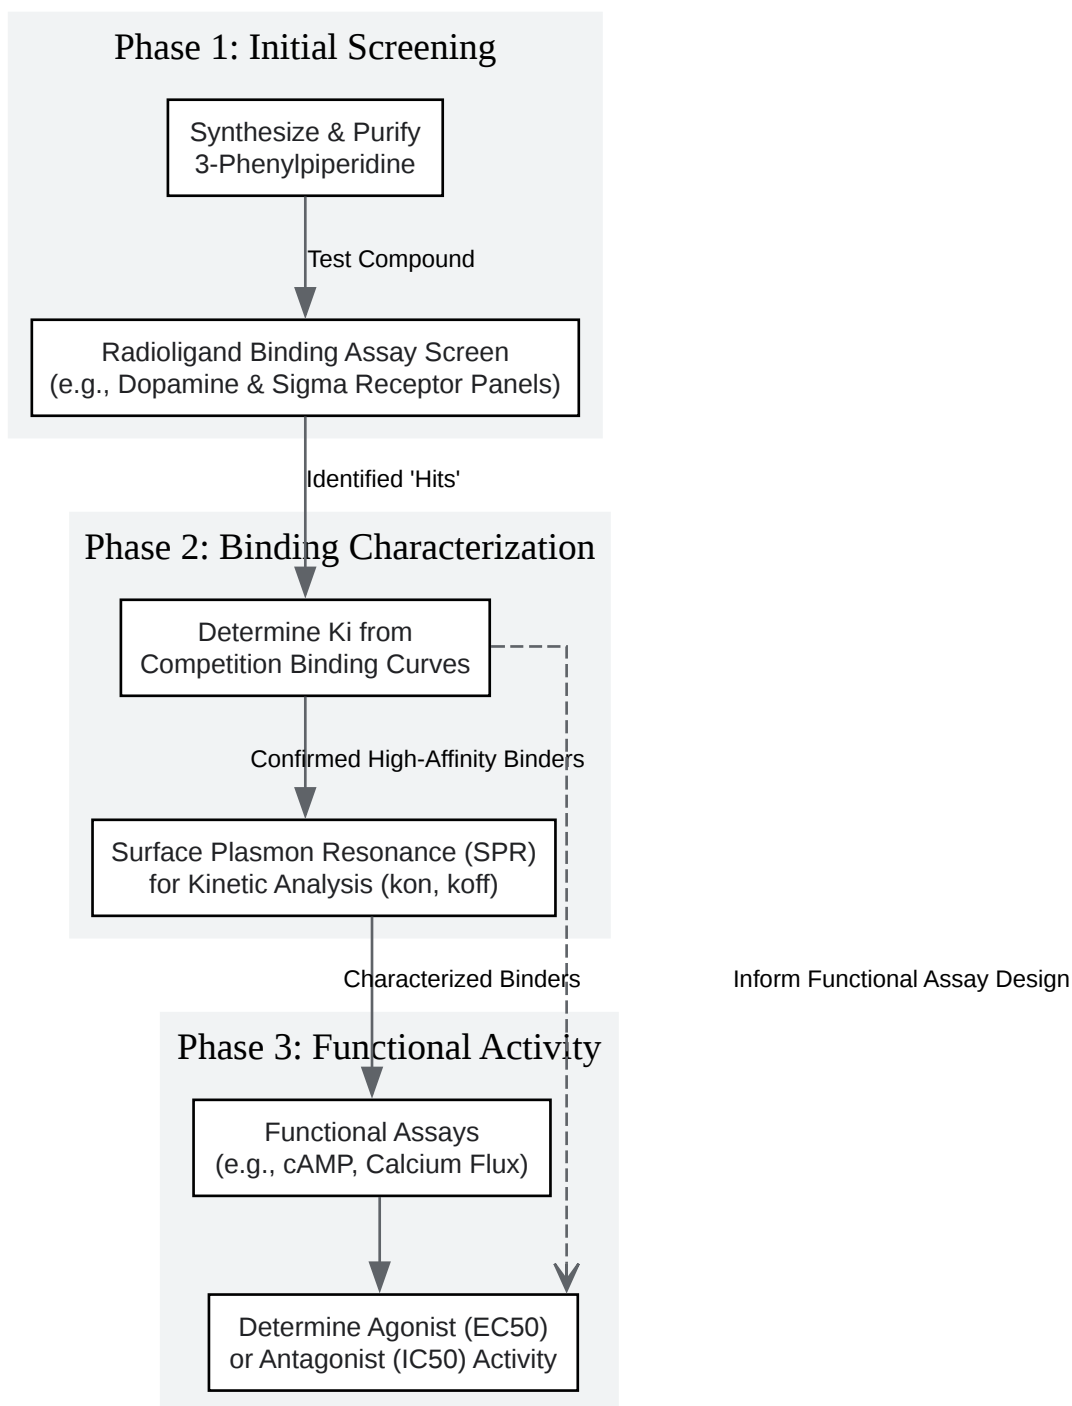 Phase 1: Initial Screening
Synthesize & Purify
3-Phenylpiperidine
Test Compound
Radioligand Binding Assay Screen
(e.g., Dopamine & Sigma Receptor Panels)
Identified 'Hits'
Phase 2: Binding Characterization
Determine Ki from
Competition Binding Curves
Confirmed High-Affinity Binders
Surface Plasmon Resonance (SPR)
for Kinetic Analysis (kon, koff)
Characterized Binders
Inform Functional Assay Design
Phase 3: Functional Activity
Functional Assays
(e.g., cAMP, Calcium Flux)
Determine Agonist (EC50)
or Antagonist (IC50) Activity